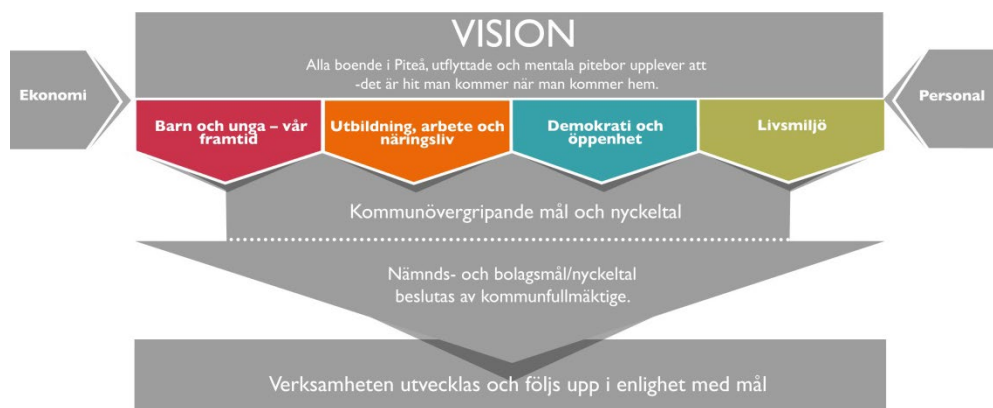 VISION
Alla boende i Piteå, utflyttade och mentala pitebor upplever att
-det är hit man kommer när man kommer hem.
Ekonomi
Personal
Barn och unga – vår
framtid
Utbildning, arbete och
näringsliv
Demokrati och
öppenhet
Livsmiljö
Kommunövergripande mål och nyckeltal
Nämnds- och bolagsmål/nyckeltal
beslutas av kommunfullmäktige.
Verksamheten utvecklas och följs upp i enlighet med mål